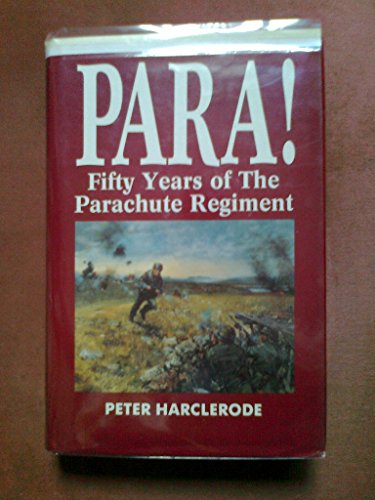 PARA!
Fifty Years of The
Parachute Regiment
PETER HARCLERODE